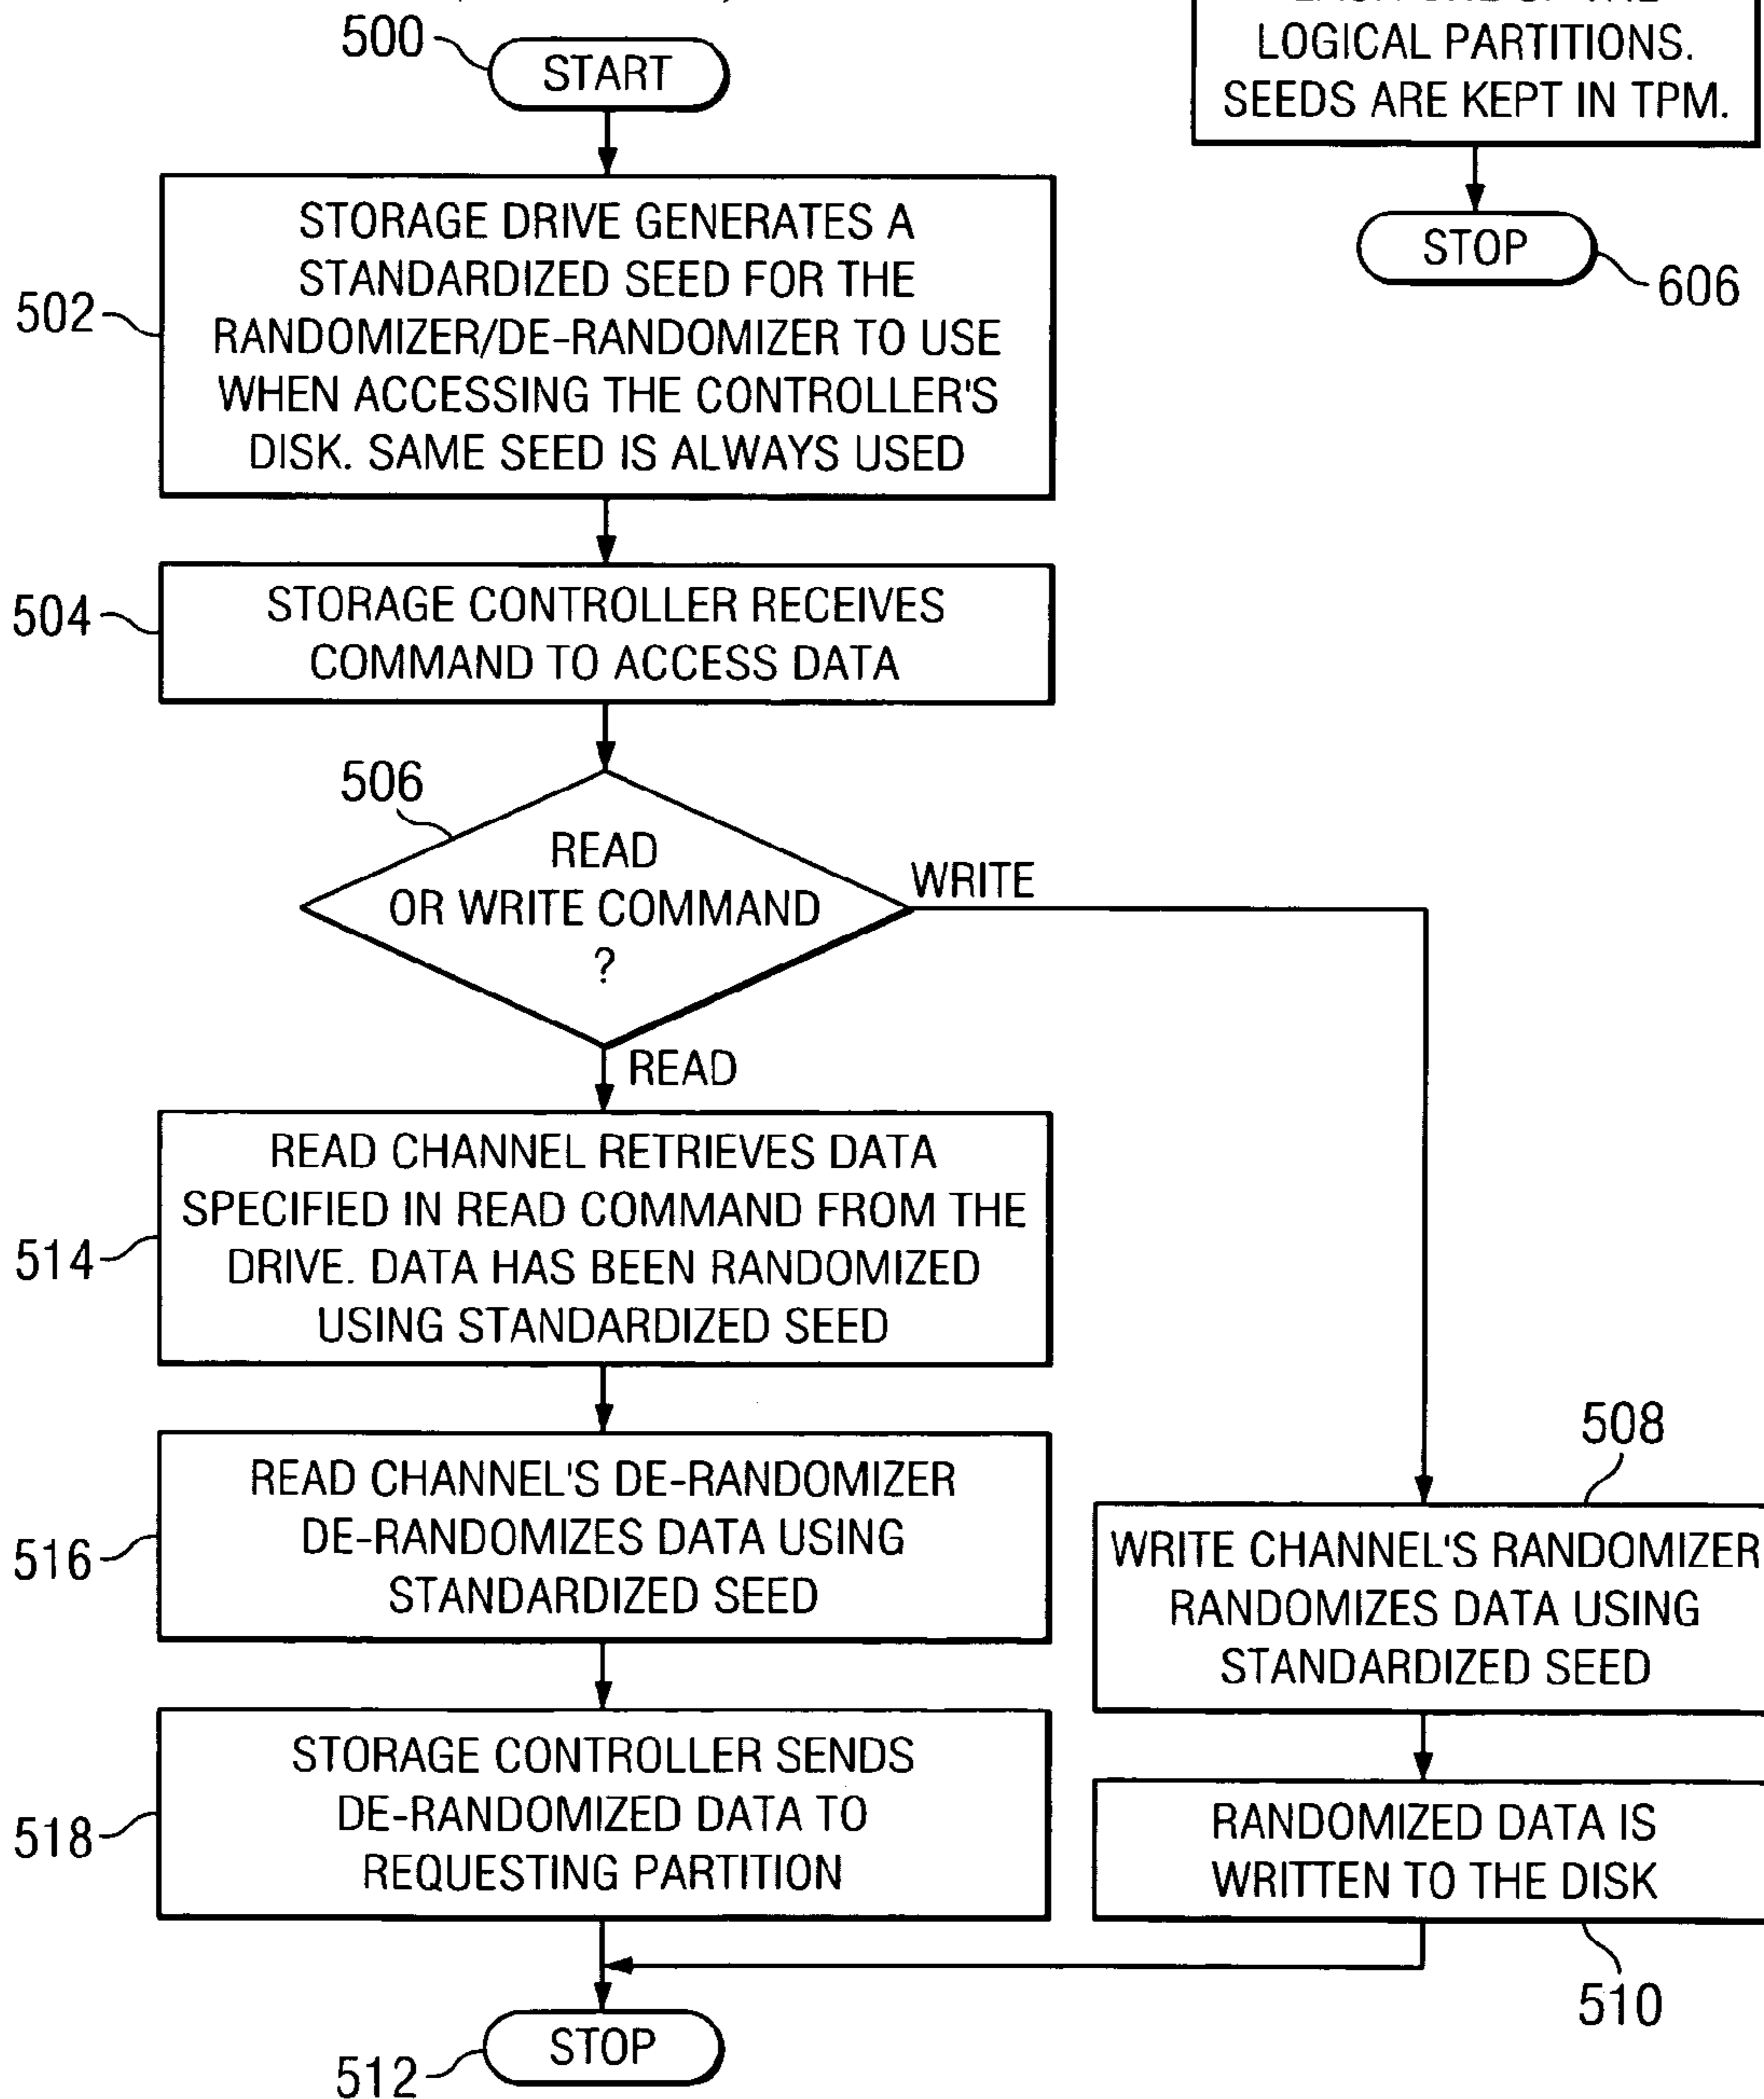 500
START
502
STORAGE DRIVE GENERATES A
STANDARDIZED SEED FOR THE
RANDOMIZER/DE-RANDOMIZER TO USE
WHEN ACCESSING THE CONTROLLER'S
DISK. SAME SEED IS ALWAYS USED
504
STORAGE CONTROLLER RECEIVES
COMMAND TO ACCESS DATA
506
READ
OR WRITE COMMAND
?
WRITE
READ
514
READ CHANNEL RETRIEVES DATA
SPECIFIED IN READ COMMAND FROM THE
DRIVE. DATA HAS BEEN RANDOMIZED
USING STANDARDIZED SEED
516
READ CHANNEL'S DE-RANDOMIZER
DE-RANDOMIZES DATA USING
STANDARDIZED SEED
518
STORAGE CONTROLLER SENDS
DE-RANDOMIZED DATA TO
REQUESTING PARTITION
508
WRITE CHANNEL'S RANDOMIZER
RANDOMIZES DATA USING
STANDARDIZED SEED
RANDOMIZED DATA IS
WRITTEN TO THE DISK
510
512
STOP
LOGICAL PARTITIONS.
SEEDS ARE KEPT IN TPM.
STOP
606